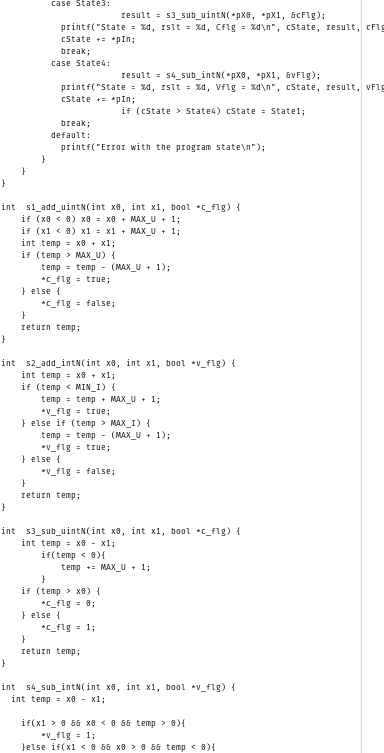 case State3:
result = s3_sub_uintN(*pX0, *pX1, &cFlg);
printf("State = %d, rslt = %d, Cflg = %d\n", cState, result, cFlg
cState += *pIn;
break;
case State4:
result = s4_sub_intN(*pX0, *pX1, &vFlg);
printf("State = %d, rslt = %d, Vflg = %d\n", cState, result, vFlg
cState += *pIn;
if (cState > State4) cState = State1;
break;
default:
printf("Error with the program state\n");
}
}
}
int s1_add_uintN(int x0, int x1, bool *c_flg) {
if (x0 < 0) x0 = x0 + MAX_U + 1;
if (x1 < 0) x1 = x1 + MAX_U + 1;
int temp = x0 + x1;
if (temp > MAX_U) {
temp = temp - (MAX_U + 1);
*c_flg = true;
} else {
*c_flg = false;
}
return temp;
}
int s2_add_intN(int x0, int x1, bool *v_flg) {
int temp = x0 + x1;
if (temp < MIN_I) {
temp = temp + MAX_U + 1;
*v_flg = true;
} else if (temp > MAX_I) {
temp = temp - (MAX_U + 1);
*v_flg = true;
} else {
*v_flg = false;
}
return temp;
}
int s3_sub_uintN(int x0, int x1, bool *c_flg) {
int temp = x0 - x1;
if(temp < 0){
temp += MAX_U + 1;
}
if (temp > x0) {
*c_flg = 0;
} else {
*c_flg = 1;
}
return temp;
}
int s4_sub_intN(int x0, int x1, bool *v_flg) {
int temp = x0 - x1;
if(x1 > 0 && x0 < 0 && temp > 0){
*v_flg = 1;
}else if(x1 < 0 && x0 > 0 && temp < 0){